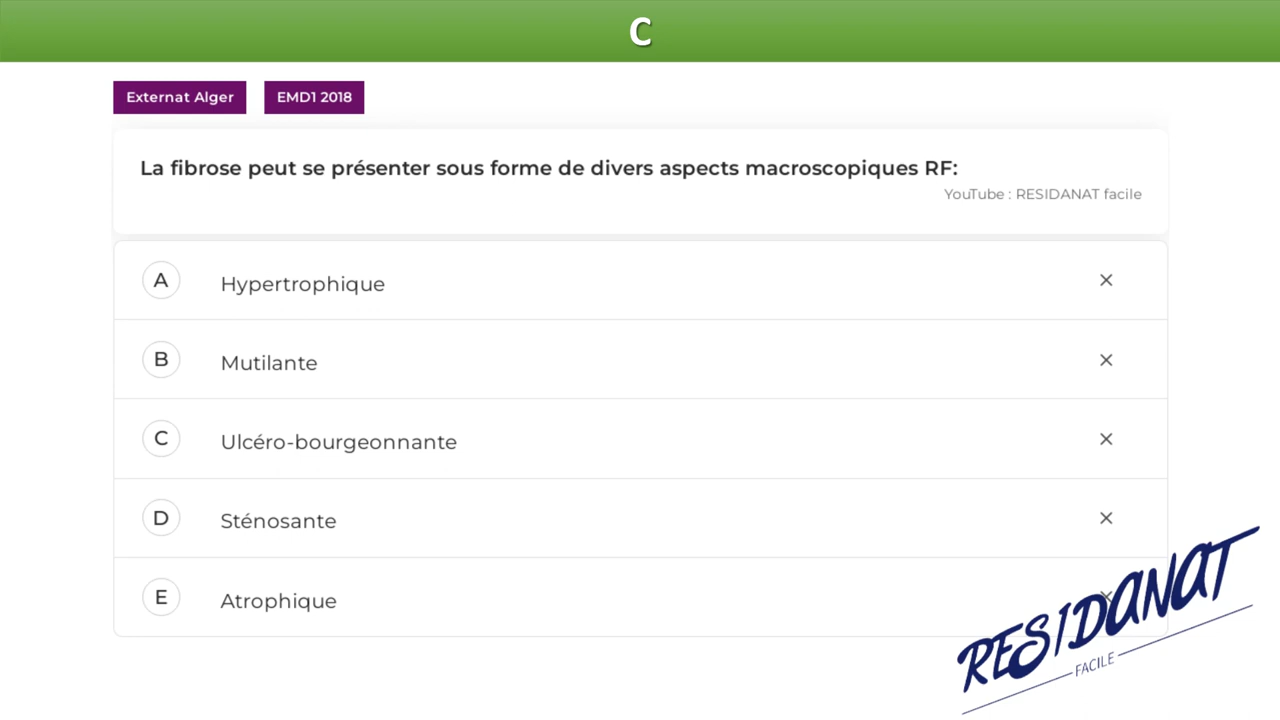 C
Externat Alger
EMD1 2018
La fibrose peut se présenter sous forme de divers aspects macroscopiques RF:
YouTube : RESIDANAT facile
A Hypertrophique
B Mutilante
C Ulcéro-bourgeonnante
D Sténosante
E Atrophique
RESIDANAT
FACILE